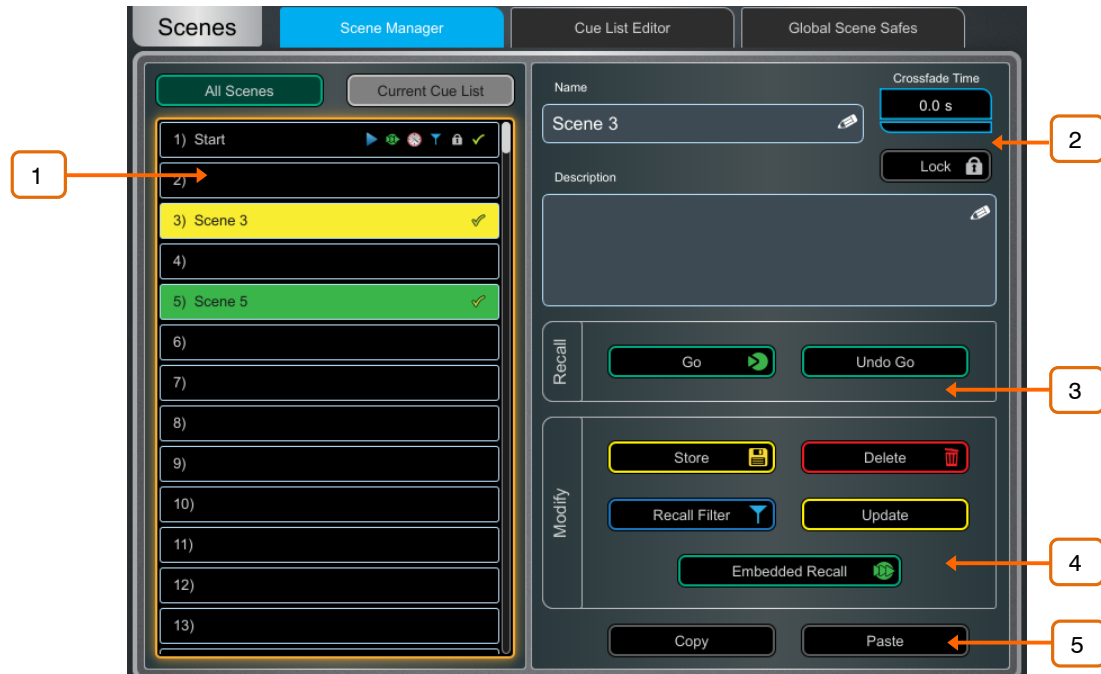 Scenes
Scene Manager
Cue List Editor
Global Scene Safes
All Scenes
Current Cue List
1) Start
2)
3) Scene 3
4)
5) Scene 5
6)
7)
8)
9)
10)
11)
12)
13)
1
Name
Crossfade Time
Scene 3
0.0 s
2
Lock
Description
Recall
Go
Undo Go
3
Modify
Store
Delete
Recall Filter
Update
Embedded Recall
4
Copy
Paste
5